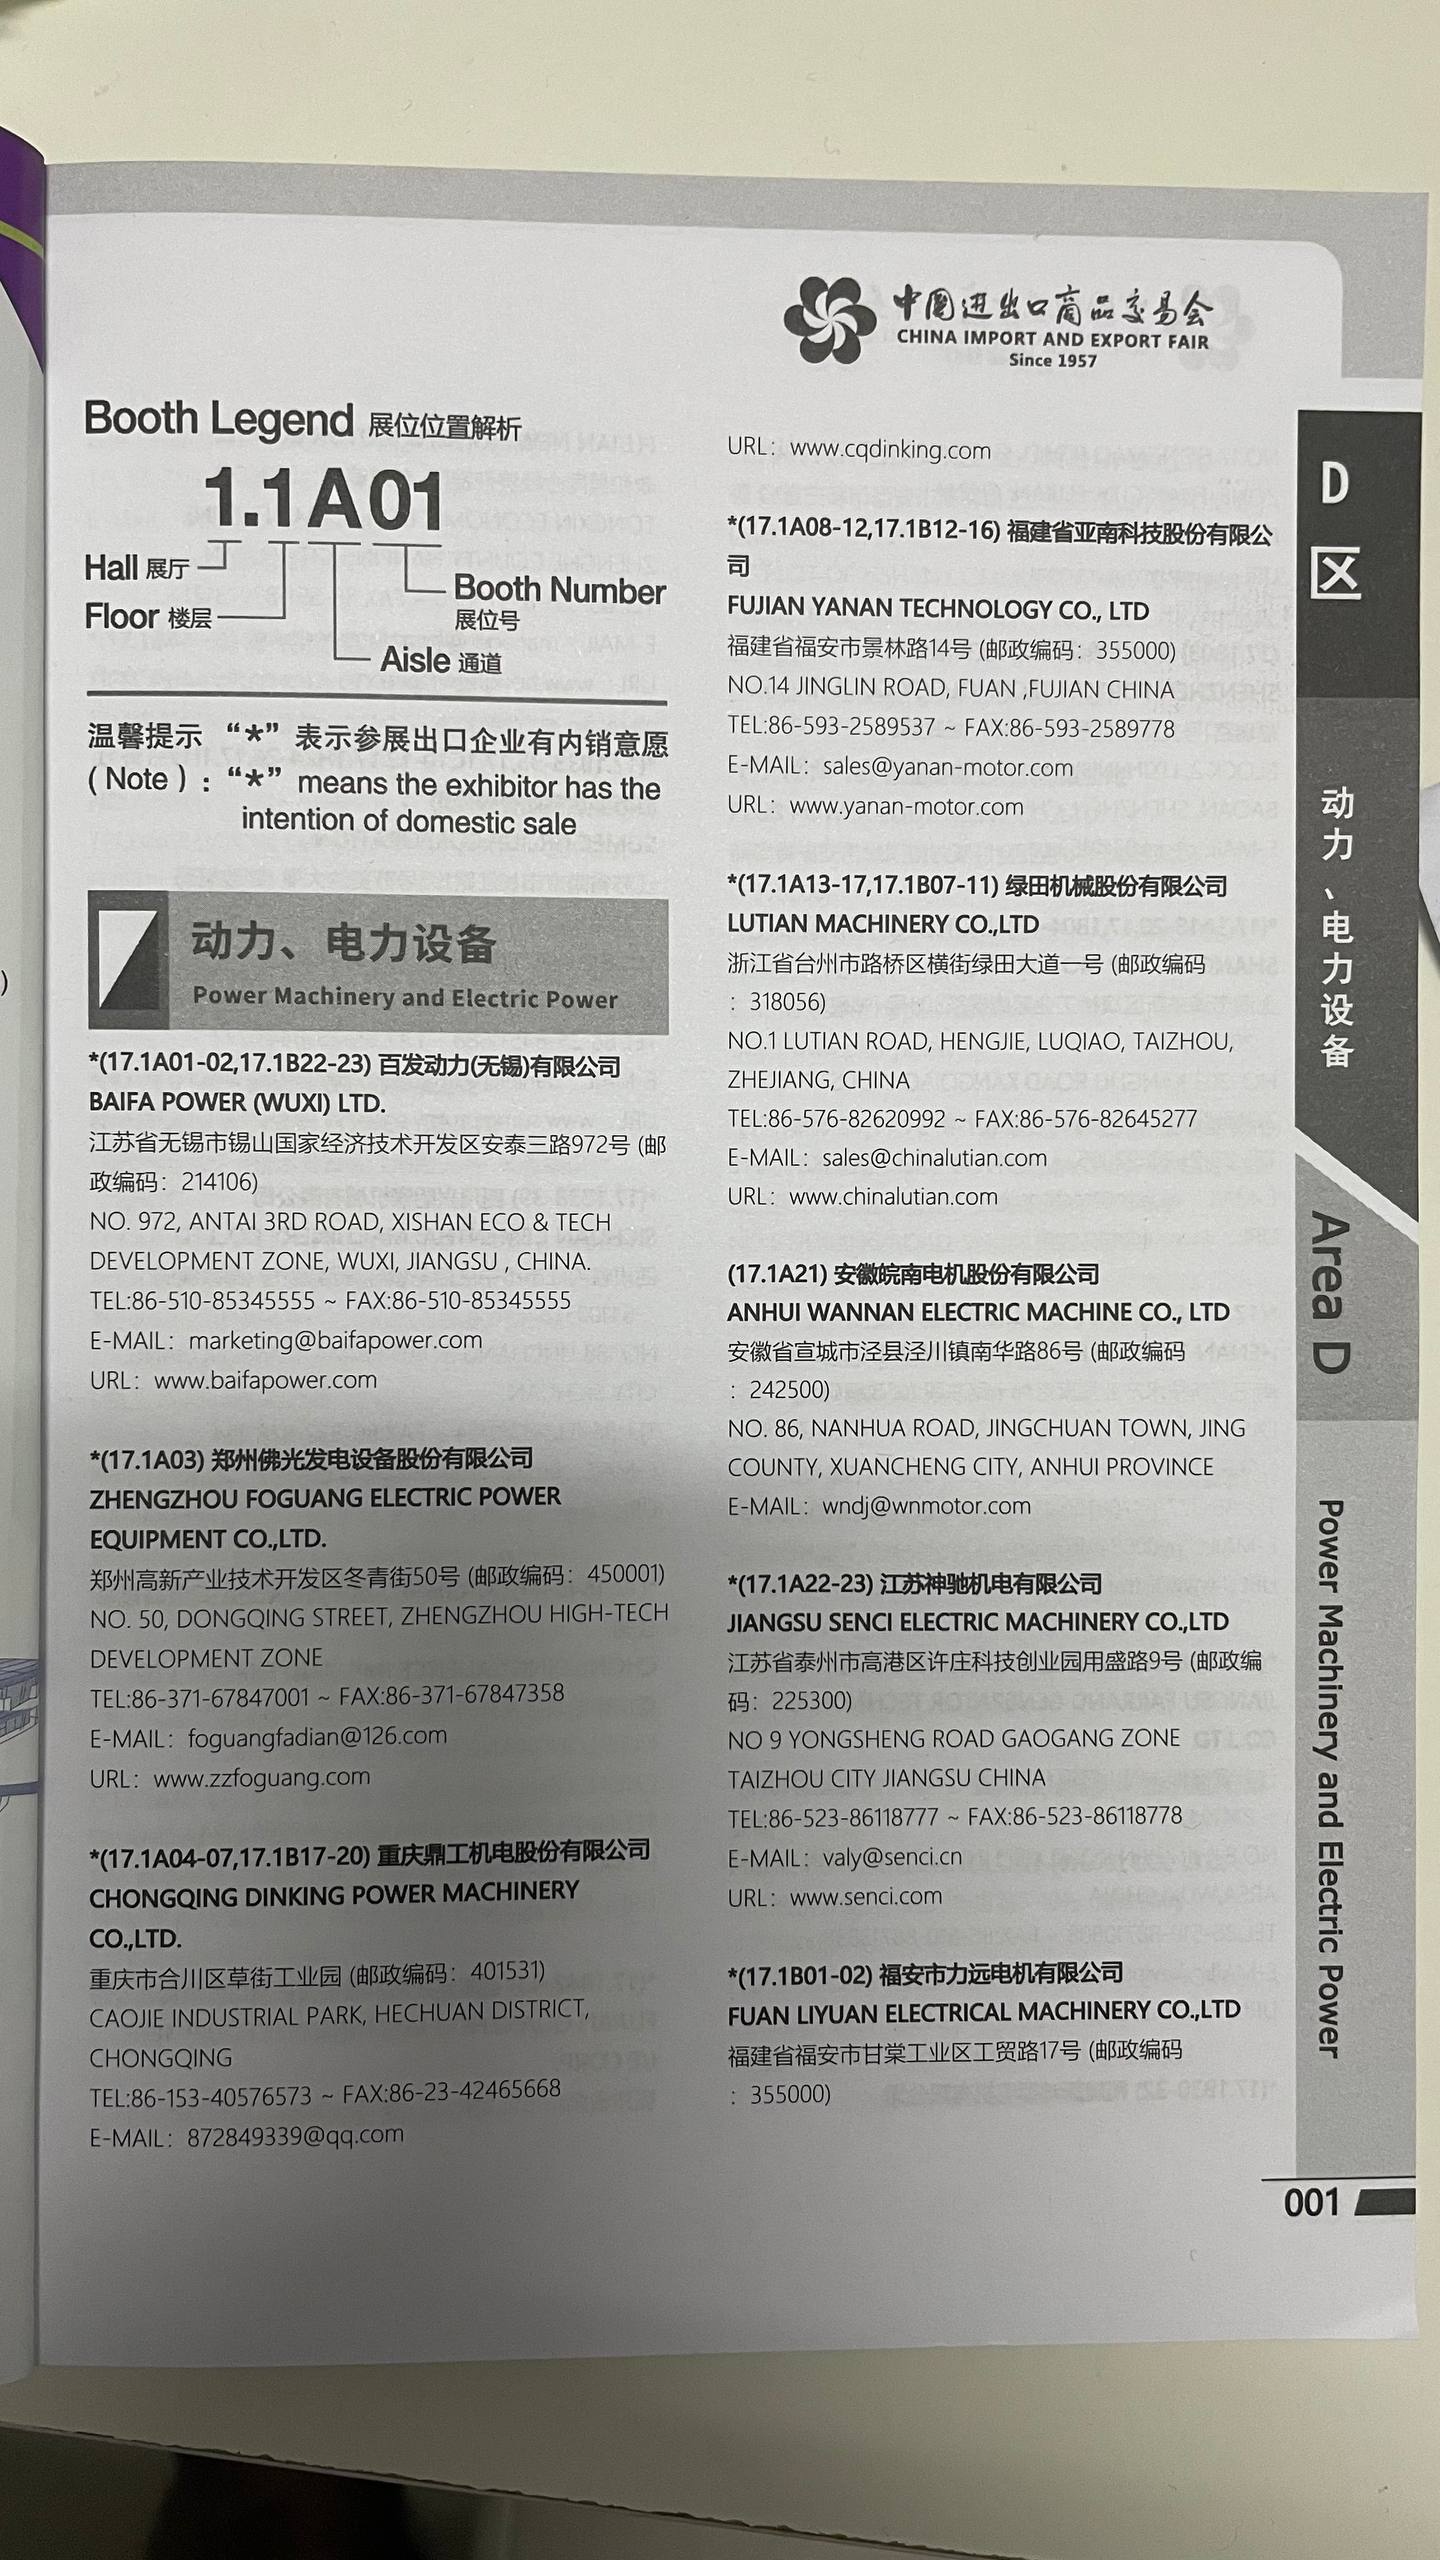 中国进出口商品交易会
CHINA IMPORT AND EXPORT FAIR
Since 1957
Booth Legend 展位位置解析
1.1A01
Hall 展厅
Floor 楼层
Booth Number
展位号
Aisle 通道
温馨提示 “*” 表示参展出口企业有内销意愿
(Note): “*” means the exhibitor has the
intention of domestic sale
动力、电力设备
Power Machinery and Electric Power
*(17.1A01-02,17.1B22-23) 百发动力(无锡)有限公司
BAIFA POWER (WUXI) LTD.
江苏省无锡市锡山国家经济技术开发区安泰三路972号 (邮
政编码：214106)
NO. 972, ANTAI 3RD ROAD, XISHAN ECO & TECH
DEVELOPMENT ZONE, WUXI, JIANGSU , CHINA.
TEL:86-510-85345555 ~ FAX:86-510-85345555
E-MAIL：marketing@baifapower.com
URL：www.baifapower.com
*(17.1A03) 郑州佛光发电设备股份有限公司
ZHENGZHOU FOGUANG ELECTRIC POWER
EQUIPMENT CO.,LTD.
郑州高新产业技术开发区冬青街50号 (邮政编码：450001)
NO. 50, DONGQING STREET, ZHENGZHOU HIGH-TECH
DEVELOPMENT ZONE
TEL:86-371-67847001 ~ FAX:86-371-67847358
E-MAIL：foguangfadian@126.com
URL：www.zzfoguang.com
*(17.1A04-07,17.1B17-20) 重庆鼎工机电股份有限公司
CHONGQING DINKING POWER MACHINERY
CO.,LTD.
重庆市合川区草街工业园 (邮政编码：401531)
CAOJIE INDUSTRIAL PARK, HECHUAN DISTRICT,
CHONGQING
TEL:86-153-40576573 ~ FAX:86-23-42465668
E-MAIL：872849339@qq.com
URL：www.cqdinking.com
*(17.1A08-12,17.1B12-16) 福建省亚南科技股份有限公
司
FUJIAN YANAN TECHNOLOGY CO., LTD
福建省福安市景林路14号 (邮政编码：355000)
NO.14 JINGLIN ROAD, FUAN ,FUJIAN CHINA
TEL:86-593-2589537 ~ FAX:86-593-2589778
E-MAIL：sales@yanan-motor.com
URL：www.yanan-motor.com
*(17.1A13-17,17.1B07-11) 绿田机械股份有限公司
LUTIAN MACHINERY CO.,LTD
浙江省台州市路桥区横街绿田大道一号 (邮政编码
：318056)
NO.1 LUTIAN ROAD, HENGJIE, LUQIAO, TAIZHOU,
ZHEJIANG, CHINA
TEL:86-576-82620992 ~ FAX:86-576-82645277
E-MAIL：sales@chinalutian.com
URL：www.chinalutian.com
(17.1A21) 安徽皖南电机股份有限公司
ANHUI WANNAN ELECTRIC MACHINE CO., LTD
安徽省宣城市泾县泾川镇南华路86号 (邮政编码
：242500)
NO. 86, NANHUA ROAD, JINGCHUAN TOWN, JING
COUNTY, XUANCHENG CITY, ANHUI PROVINCE
E-MAIL：wndj@wnmotor.com
*(17.1A22-23) 江苏神驰机电有限公司
JIANGSU SENCI ELECTRIC MACHINERY CO.,LTD
江苏省泰州市高港区许庄科技创业园用盛路9号 (邮政编
码：225300)
NO 9 YONGSHENG ROAD GAOGANG ZONE
TAIZHOU CITY JIANGSU CHINA
TEL:86-523-86118777 ~ FAX:86-523-86118778
E-MAIL：valy@senci.cn
URL：www.senci.com
*(17.1B01-02) 福安市力远电机有限公司
FUAN LIYUAN ELECTRICAL MACHINERY CO.,LTD
福建省福安市甘棠工业区工贸路17号 (邮政编码
：355000)
D区
动力、电力设备
Area D
Power Machinery and Electric Power
001